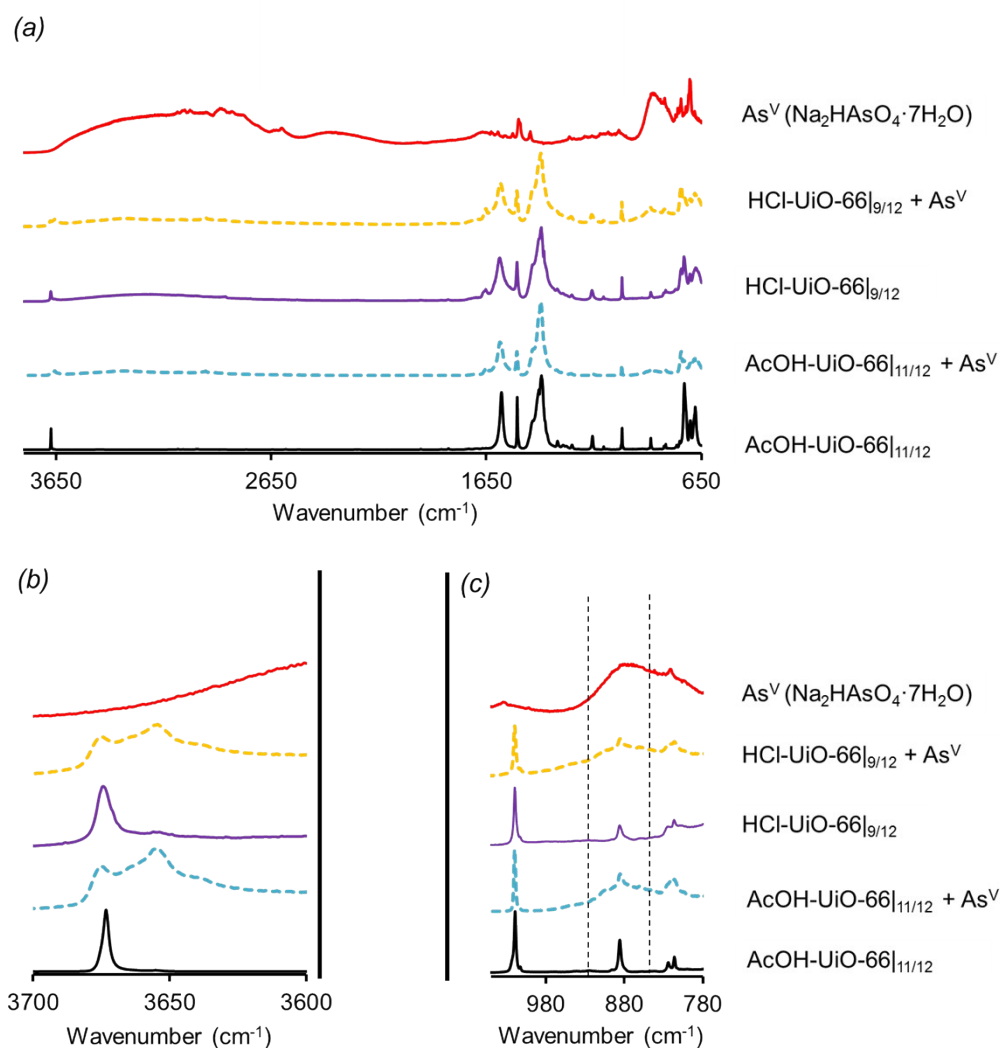 (a)
As^V (Na₂HAsO₄·7H₂O)
HCl-UiO-66|₉/₁₂ + As^V
HCl-UiO-66|₉/₁₂
AcOH-UiO-66|₁₁/₁₂ + As^V
AcOH-UiO-66|₁₁/₁₂
3650 2650 1650 650
Wavenumber (cm⁻¹)
(b) (c)
As^V (Na₂HAsO₄·7H₂O)
HCl-UiO-66|₉/₁₂ + As^V
HCl-UiO-66|₉/₁₂
AcOH-UiO-66|₁₁/₁₂ + As^V
AcOH-UiO-66|₁₁/₁₂
3700 3650 3600 980 880 780
Wavenumber (cm⁻¹) Wavenumber (cm⁻¹)